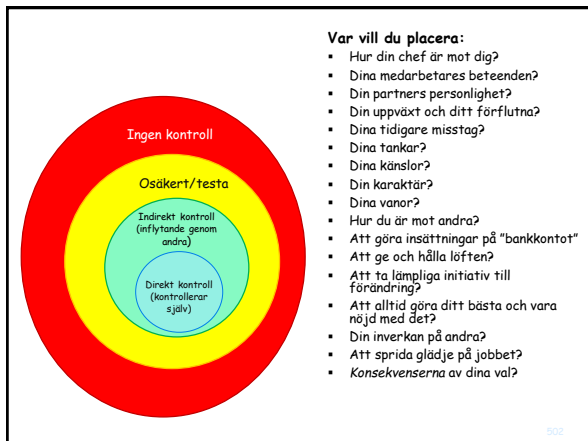 Var vill du placera:
▪ Hur din chef är mot dig?
▪ Dina medarbetares beteenden?
▪ Din partners personlighet?
▪ Din uppväxt och ditt förflutna?
▪ Dina tidigare misstag?
▪ Dina tankar?
▪ Dina känslor?
▪ Din karaktär?
▪ Dina vanor?
▪ Hur du är mot andra?
▪ Att göra insättningar på ”bankkontot”
▪ Att ge och hålla löften?
▪ Att ta lämpliga initiativ till
förändring?
▪ Att alltid göra ditt bästa och vara
nöjd med det?
▪ Din inverkan på andra?
▪ Att sprida glädje på jobbet?
▪ Konsekvenserna av dina val?
Ingen kontroll
Osäkert/testa
Indirekt kontroll
(inflytande genom
andra)
Direkt kontroll
(kontrollerar
själv)
502